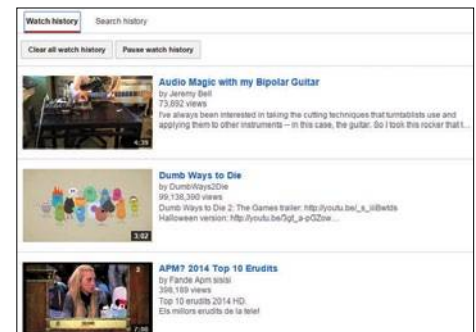 Watch history Search history
Clear all watch history Pause watch history
Audio Magic with my Bipolar Guitar
by Jeremy Bell
73,892 views
I've always been interested in taking the cutting techniques that turntablists use and
applying them to other instruments -- in this case, the guitar. So I took this rocker that t…
4:39
Dumb Ways to Die
by DumbWays2Die
99,138,390 views
Dumb Ways to Die 2: The Games trailer:
Halloween version:
3:02
APM? 2014 Top 10 Erudits
by Fande Apm sisisi
398,189 views
Top 10 erudits 2014 HD.
Els millors erudits de la tele!
7:50